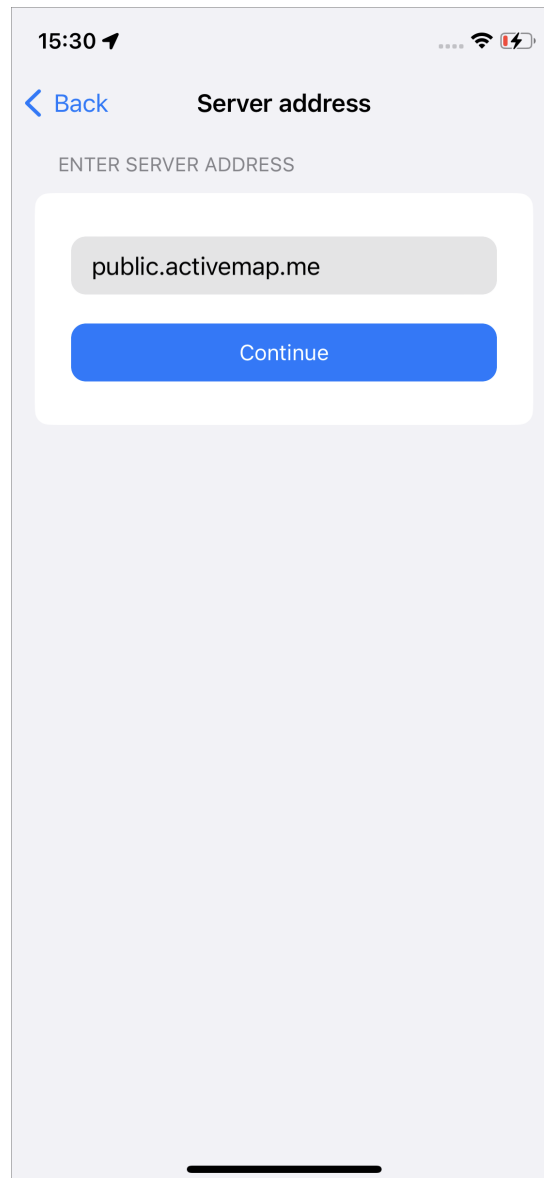 15:30
Back
Server address
ENTER SERVER ADDRESS
public.activemap.me
Continue